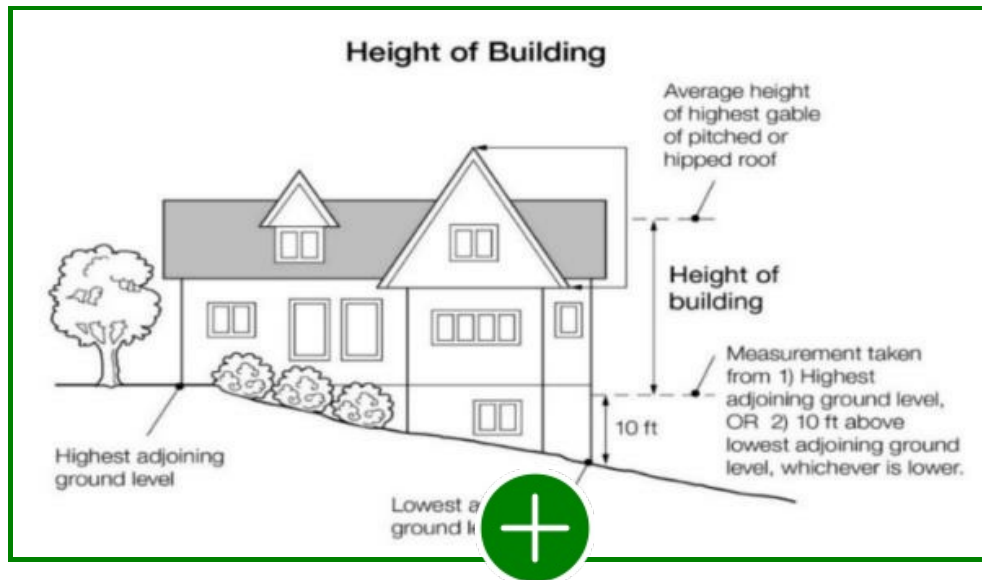 Height of Building
Average height
of highest gable
of pitched or
hipped roof
Height of
building
Measurement taken
from 1) Highest
adjoining ground level,
OR 2) 10 ft above
lowest adjoining ground
level, whichever is lower.
10 ft
Highest adjoining
ground level
Lowest
ground